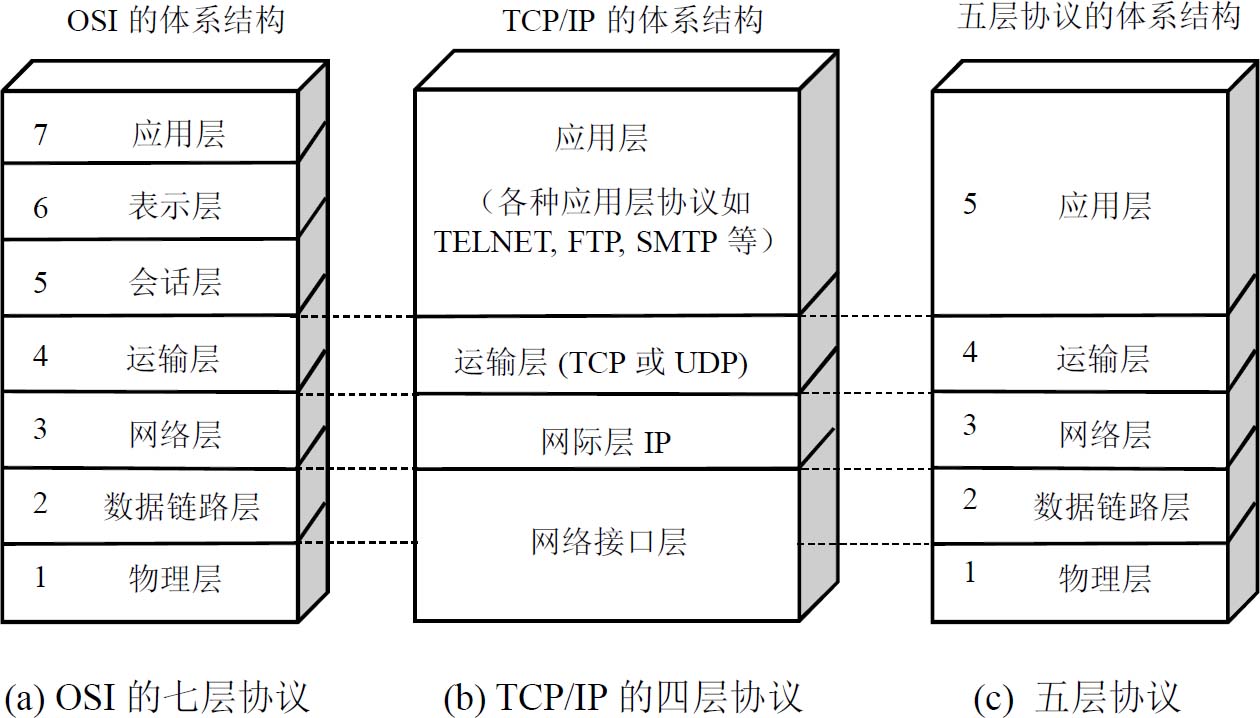 OSI 的体系结构
TCP/IP 的体系结构
五层协议的体系结构
7 应用层
6 表示层
5 会话层
4 运输层
3 网络层
2 数据链路层
1 物理层
应用层
（各种应用层协议如
TELNET, FTP, SMTP 等）
运输层 (TCP 或 UDP)
网际层 IP
网络接口层
5 应用层
4 运输层
3 网络层
2 数据链路层
1 物理层
(a) OSI 的七层协议
(b) TCP/IP 的四层协议
(c) 五层协议